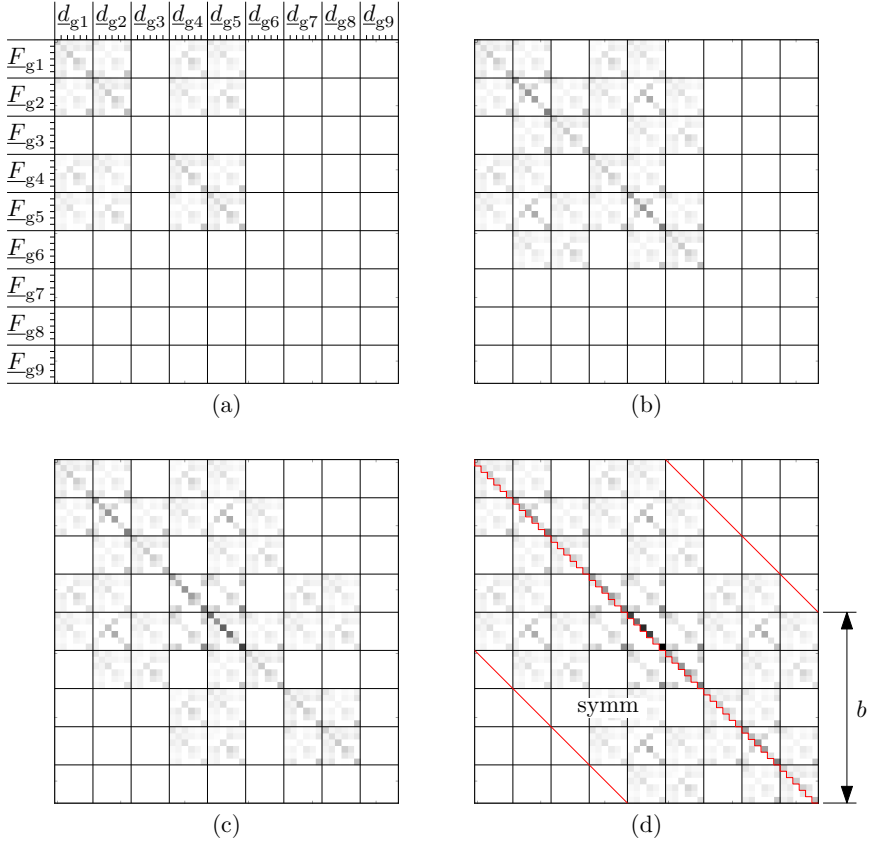 d_g1 d_g2 d_g3 d_g4 d_g5 d_g6 d_g7 d_g8 d_g9
F_g1
F_g2
F_g3
F_g4
F_g5
F_g6
F_g7
F_g8
F_g9
(a) (b)
symm
b
(c) (d)